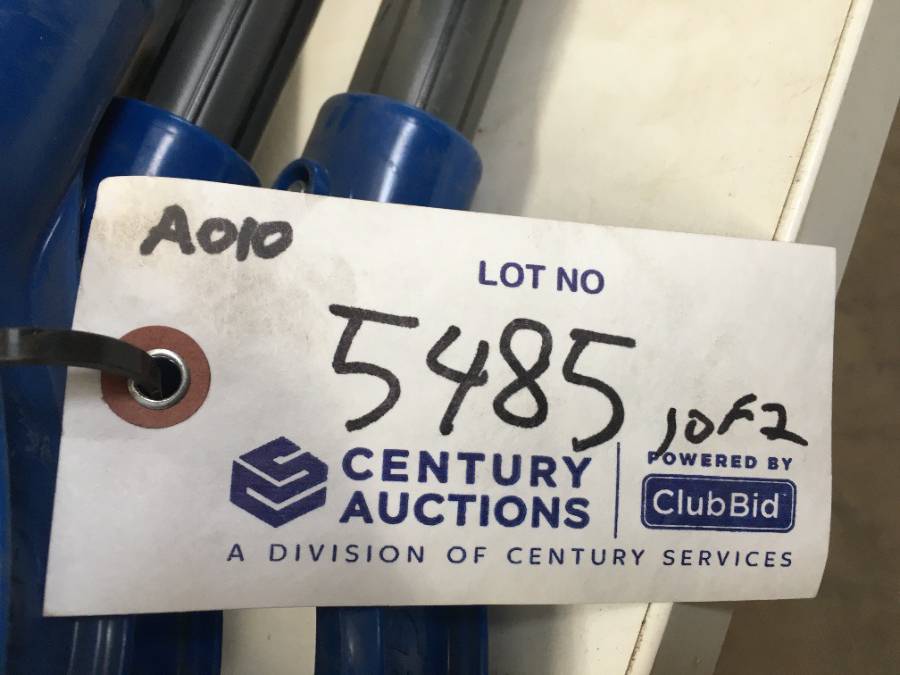 A010
LOT NO
5485
1 OF 2
CENTURY
AUCTIONS
POWERED BY
ClubBid
A DIVISION OF CENTURY SERVICES